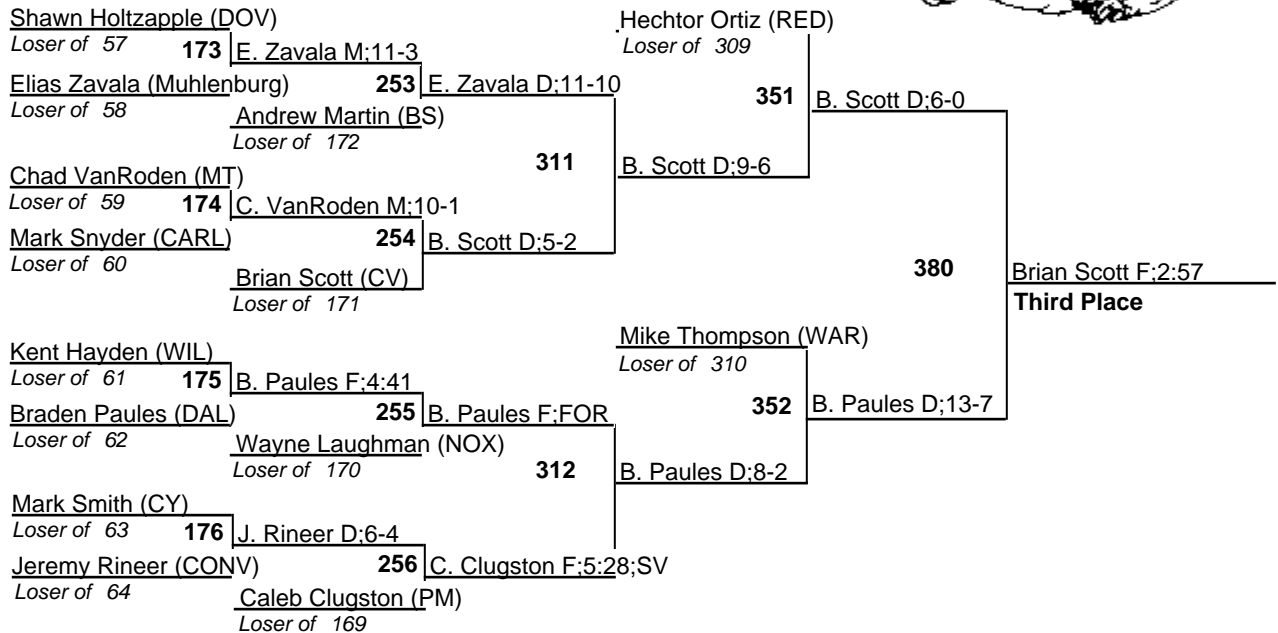 Shawn Holtzapple (DOV)
Loser of 57
173
E. Zavala M;11-3
Elias Zavala (Muhlenburg)
Loser of 58
253
E. Zavala D;11-10
Andrew Martin (BS)
Loser of 172
311
Chad VanRoden (MT)
Loser of 59
174
C. VanRoden M;10-1
Mark Snyder (CARL)
Loser of 60
254
B. Scott D;5-2
Brian Scott (CV)
Loser of 171
Hechtor Ortiz (RED)
Loser of 309
351
B. Scott D;6-0
B. Scott D;9-6
380
Brian Scott F;2:57
Third Place
Kent Hayden (WIL)
Loser of 61
175
B. Paules F;4:41
Braden Paules (DAL)
Loser of 62
255
B. Paules F;FOR
Wayne Laughman (NOX)
Loser of 170
312
Mark Smith (CY)
Loser of 63
176
J. Rineer D;6-4
Jeremy Rineer (CONV)
Loser of 64
256
C. Clugston F;5:28;SV
Caleb Clugston (PM)
Loser of 169
Mike Thompson (WAR)
Loser of 310
352
B. Paules D;13-7
B. Paules D;8-2